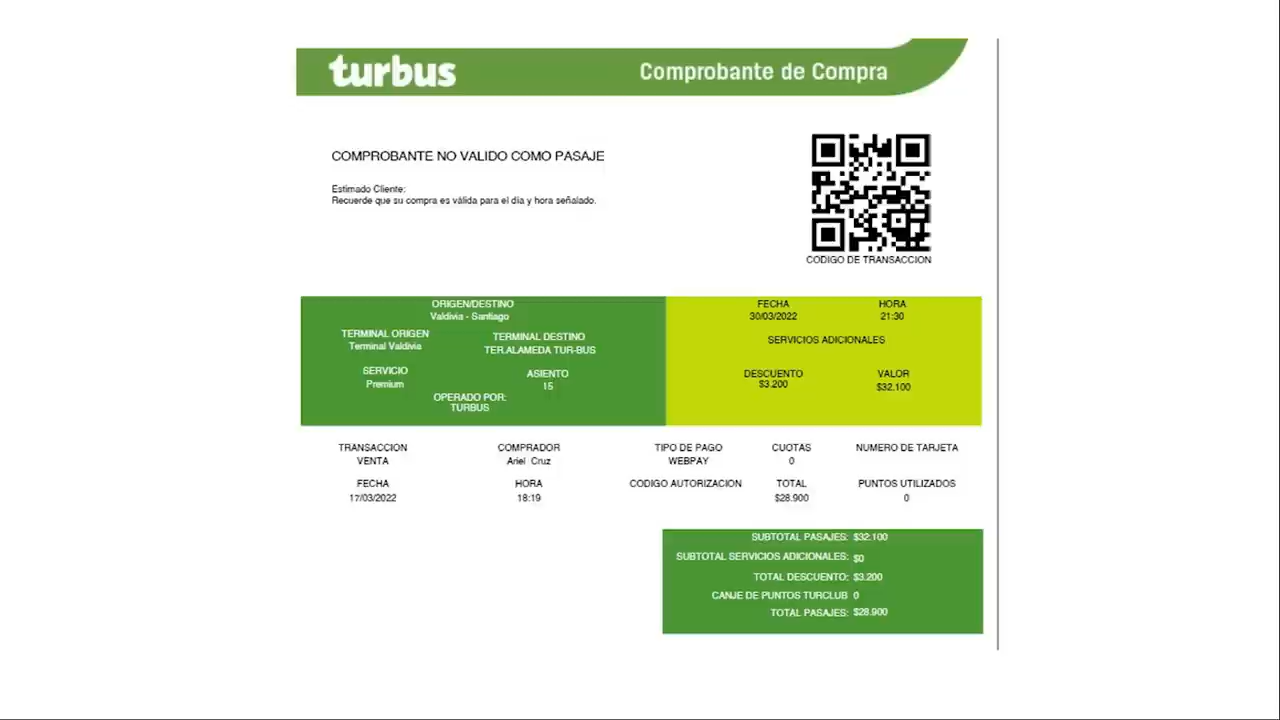 turbus
Comprobante de Compra
COMPROBANTE NO VALIDO COMO PASAJE
Estimado Cliente:
Recuerde que su compra es válida para el día y hora señalado.
CODIGO DE TRANSACCION
ORIGEN/DESTINO
Valdivia - Santiago
TERMINAL ORIGEN
Terminal Valdivia
TERMINAL DESTINO
TER.ALAMEDA TUR-BUS
SERVICIO
Premium
ASIENTO
15
OPERADO POR:
TURBUS
FECHA
30/03/2022
HORA
21:30
SERVICIOS ADICIONALES
DESCUENTO
$3.200
VALOR
$32.100
TRANSACCION
VENTA
COMPRADOR
Ariel Cruz
TIPO DE PAGO
WEBPAY
CUOTAS
0
NUMERO DE TARJETA
FECHA
17/03/2022
HORA
18:19
CODIGO AUTORIZACION
TOTAL
$28.900
PUNTOS UTILIZADOS
0
SUBTOTAL PASAJES: $32.100
SUBTOTAL SERVICIOS ADICIONALES: $0
TOTAL DESCUENTO: $3.200
CANJE DE PUNTOS TURCLUB 0
TOTAL PASAJES: $28.900